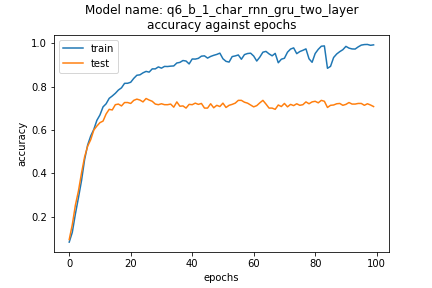 Model name: q6_b_1_char_rnn_gru_two_layer
accuracy against epochs
1.0
0.8
0.6
0.4
0.2
accuracy
train
test
0
20
40
60
80
100
epochs